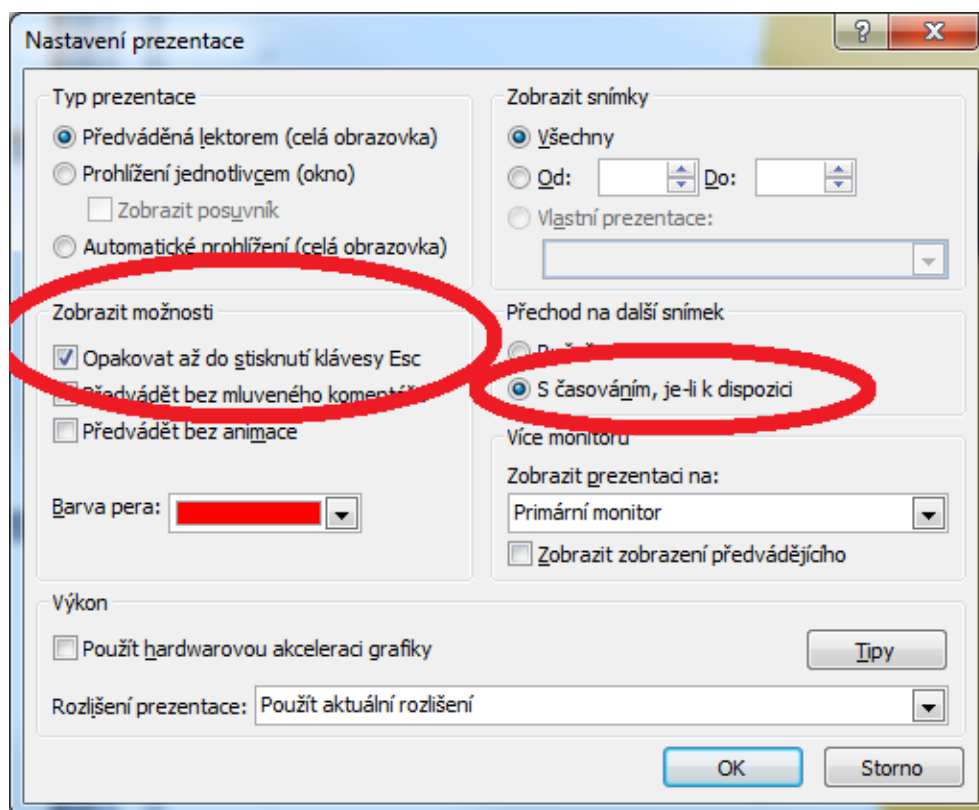 Nastavení prezentace
Typ prezentace
Předváděná lektorem (celá obrazovka)
Prohlížení jednotlivcem (okno)
Zobrazit posuvník
Automatické prohlížení (celá obrazovka)
Zobrazit možnosti
Opakovat až do stisknutí klávesy Esc
Předvádět bez mluveného
Předvádět bez animace
Barva pera:
Zobrazit snímky
Všechny
Od: Do:
Vlastní prezentace:
Přechod na další snímek
S časováním, je-li k dispozici
Více monitorů
Zobrazit prezentaci na:
Primární monitor
Zobrazit zobrazení předvádějícího
Výkon
Použít hardwarovou akceleraci grafiky
Tipy
Rozlišení prezentace: Použít aktuální rozlišení
OK Storno